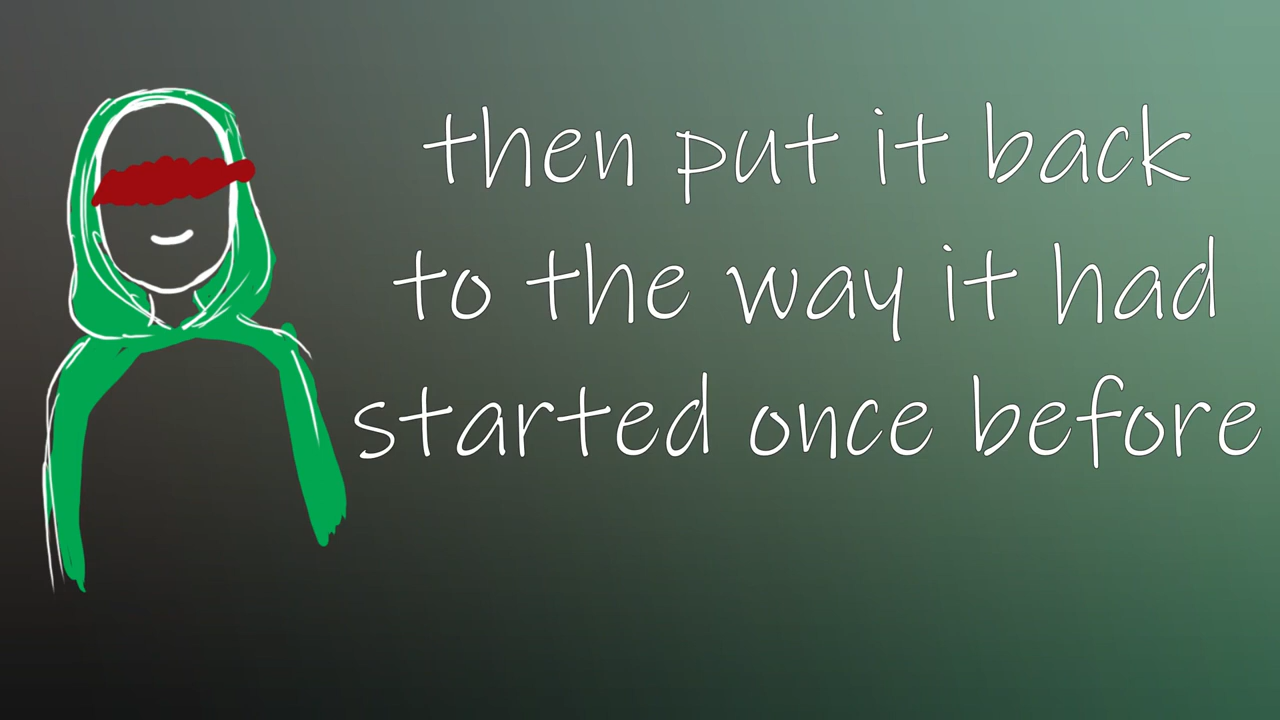 then put it back
to the way it had
started once before